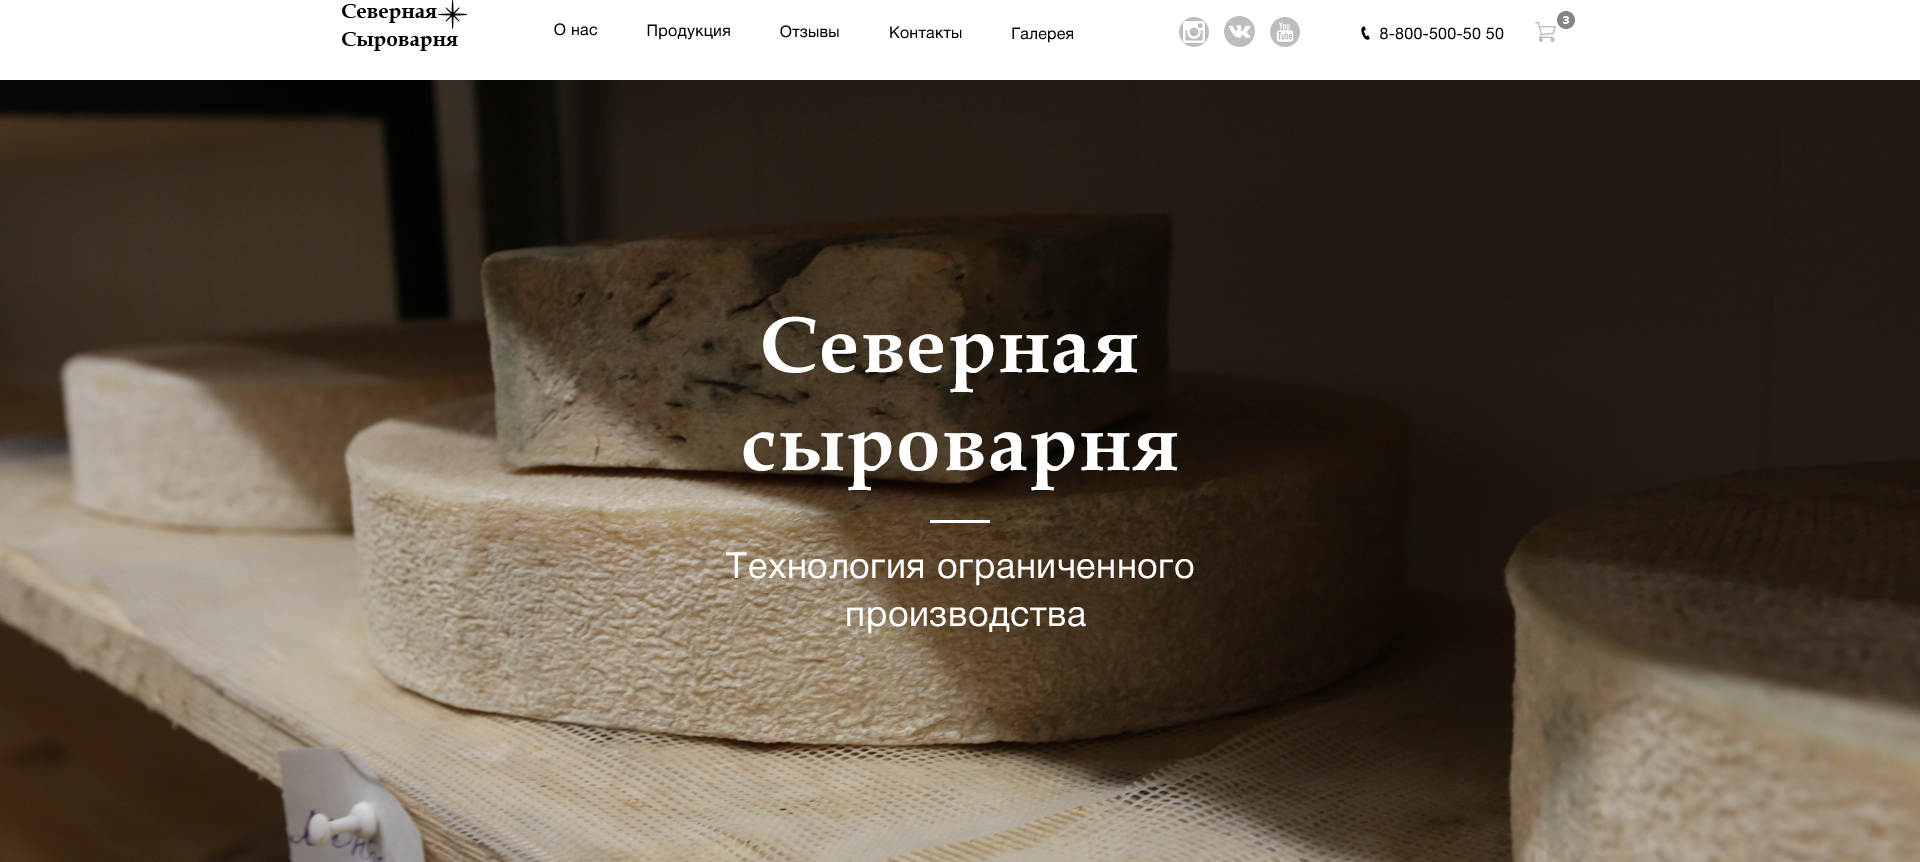 Северная
Сыроварня
О нас
Продукция
Отзывы
Контакты
Галерея
You
Tube
8-800-500-50 50
3
Северная
сыроварня
Технология ограниченного
производства